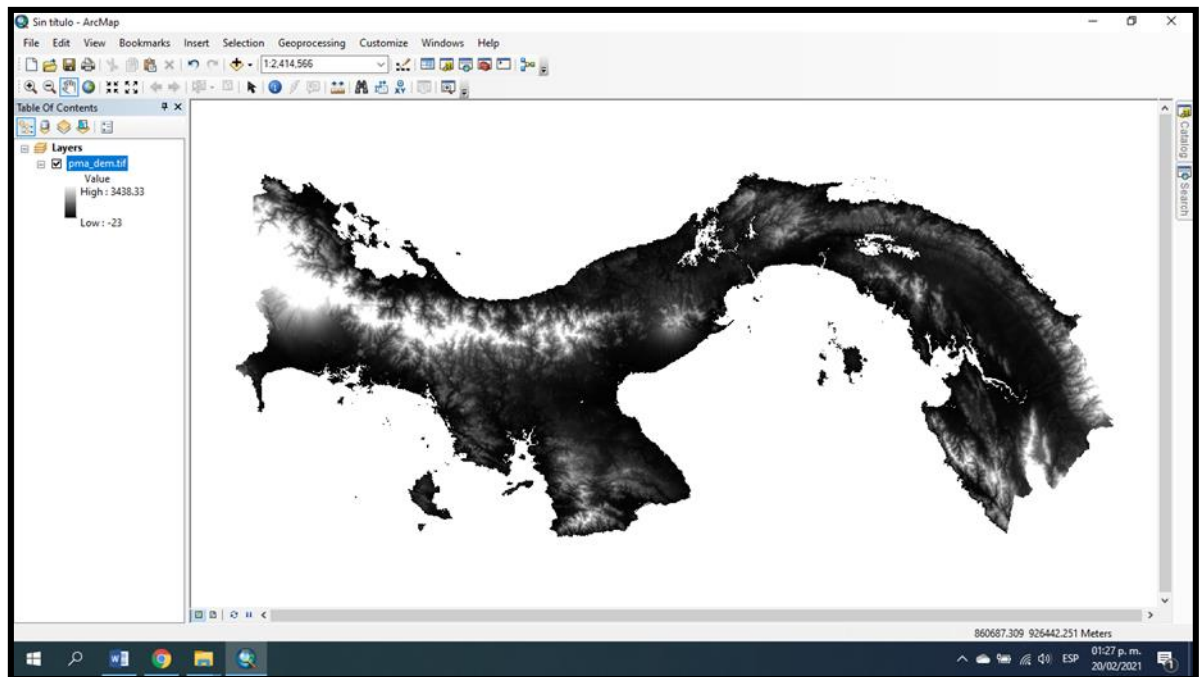 Sin título - ArcMap
File Edit View Bookmarks Insert Selection Geoprocessing Customize Windows Help
1:2,414,566
Table Of Contents
Layers
pma_dem.tif
Value
High : 3438.33
Low : -23
Catalog
Search
860687.309 926442.251 Meters
ESP
01:27 p. m.
20/02/2021